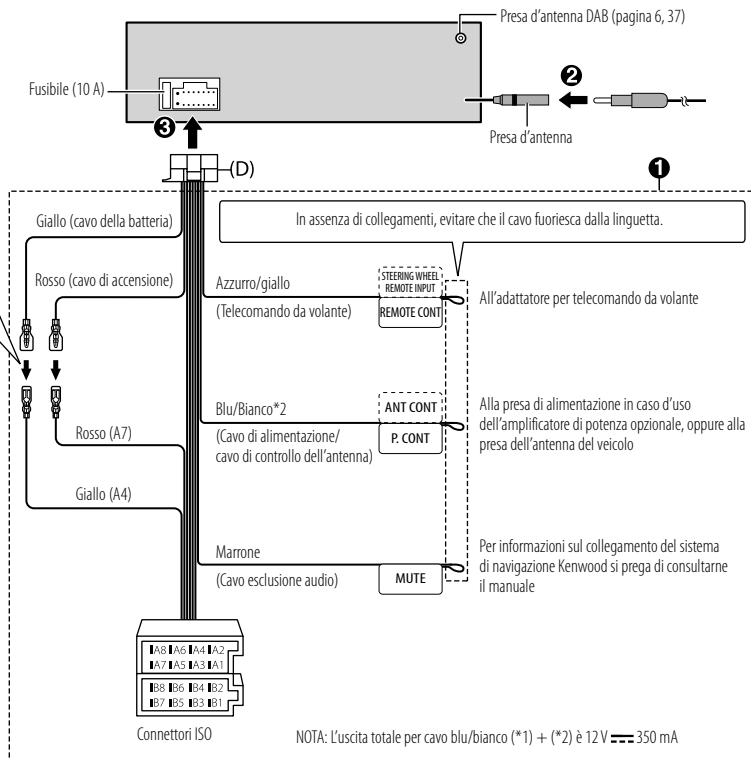 Presa d'antenna DAB (pagina 6, 37)
Fusibile (10 A)
❷
❸
Presa d'antenna
(D)
❶
Giallo (cavo della batteria)
In assenza di collegamenti, evitare che il cavo fuoriesca dalla linguetta.
Rosso (cavo di accensione)
Azzurro/giallo
(Telecomando da volante)
STEERING WHEEL
REMOTE INPUT
REMOTE CONT
All'adattatore per telecomando da volante
Blu/Bianco*2
(Cavo di alimentazione/
cavo di controllo dell'antenna)
ANT CONT
P. CONT
Alla presa di alimentazione in caso d'uso
dell'amplificatore di potenza opzionale, oppure alla
presa dell'antenna del veicolo
Rosso (A7)
Giallo (A4)
Marrone
(Cavo esclusione audio)
MUTE
Per informazioni sul collegamento del sistema
di navigazione Kenwood si prega di consultarne
il manuale
A8 A6 A4 A2
A7 A5 A3 A1
B8 B6 B4 B2
B7 B5 B3 B1
Connettori ISO
NOTA: L'uscita totale per cavo blu/bianco (*1) + (*2) è 12 V ⎓ 350 mA